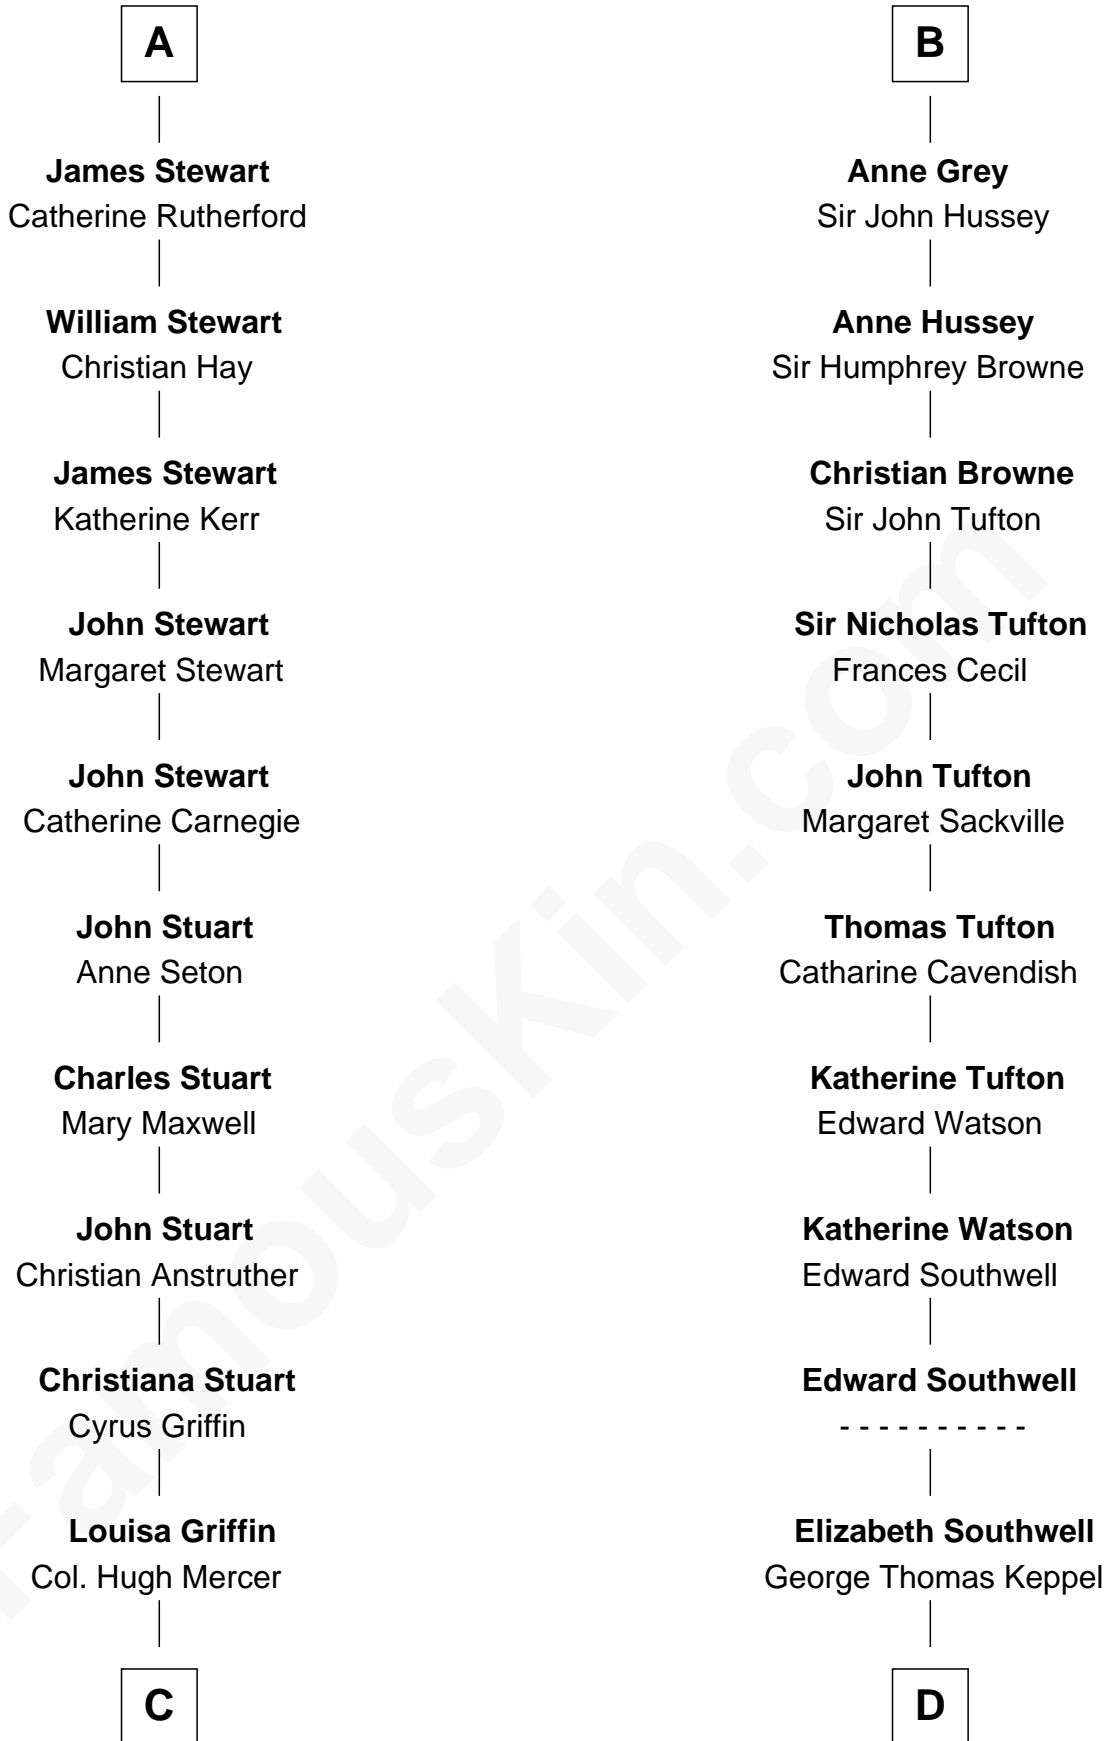 A
James Stewart
Catherine Rutherford
William Stewart
Christian Hay
James Stewart
Katherine Kerr
John Stewart
Margaret Stewart
John Stewart
Catherine Carnegie
John Stuart
Anne Seton
Charles Stuart
Mary Maxwell
John Stuart
Christian Anstruther
Christiana Stuart
Cyrus Griffin
Louisa Griffin
Col. Hugh Mercer
C
B
Anne Grey
Sir John Hussey
Anne Hussey
Sir Humphrey Browne
Christian Browne
Sir John Tufton
Sir Nicholas Tufton
Frances Cecil
John Tufton
Margaret Sackville
Thomas Tufton
Catharine Cavendish
Katherine Tufton
Edward Watson
Katherine Watson
Edward Southwell
Edward Southwell
- - - - - - - - - -
Elizabeth Southwell
George Thomas Keppel
D
FamousKin.com